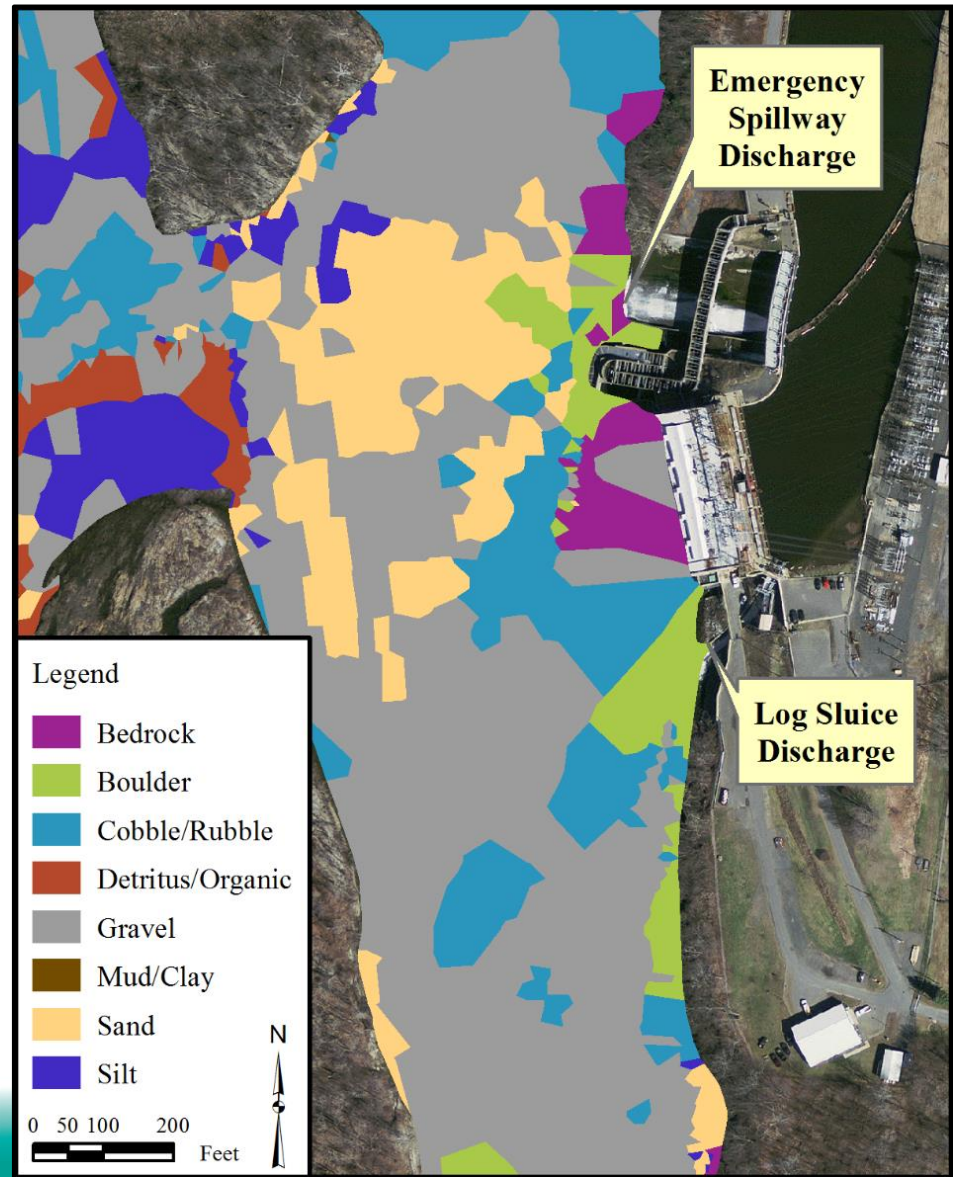 Emergency
Spillway
Discharge
Log Sluice
Discharge
Legend
Bedrock
Boulder
Cobble/Rubble
Detritus/Organic
Gravel
Mud/Clay
Sand
Silt
N
0 50 100 200
Feet